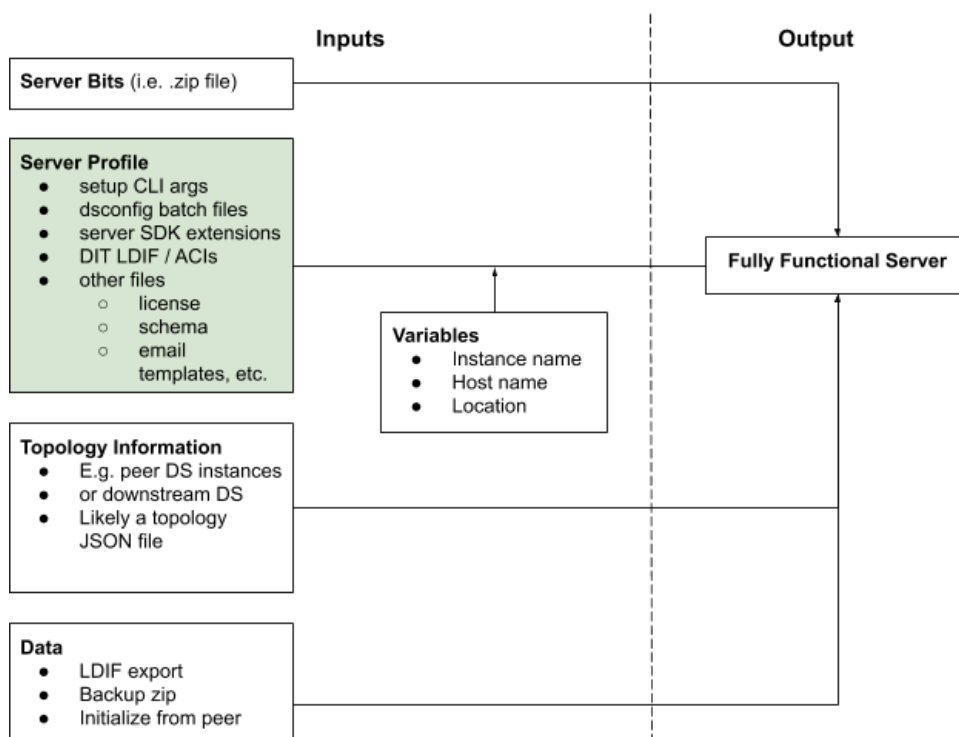 Inputs
Output
Server Bits (i.e. .zip file)
Server Profile
● setup CLI args
● dsconfig batch files
● server SDK extensions
● DIT LDIF / ACIs
● other files
○ license
○ schema
○ email
templates, etc.
Fully Functional Server
Variables
● Instance name
● Host name
● Location
Topology Information
● E.g. peer DS instances
● or downstream DS
● Likely a topology
JSON file
Data
● LDIF export
● Backup zip
● Initialize from peer